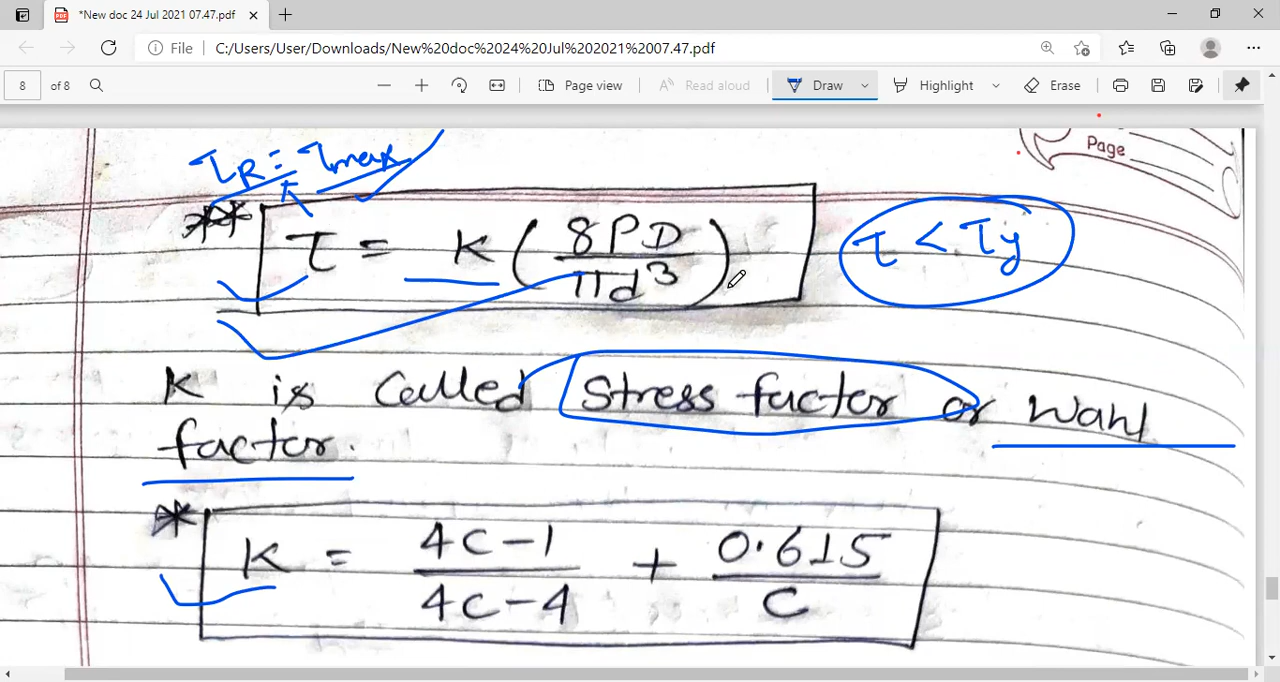 *New doc 24 Jul 2021 07.47.pdf
File C:/Users/User/Downloads/New%20doc%2024%20Jul%202021%2007.47.pdf
8 of 8 Page view Read aloud Draw Highlight Erase
Page
τR = τmax
** τ = K (8PD / πd³) τ < τy
K is called stress factor or wahl
factor.
* K = 4C-1 / 4C-4 + 0.615 / C